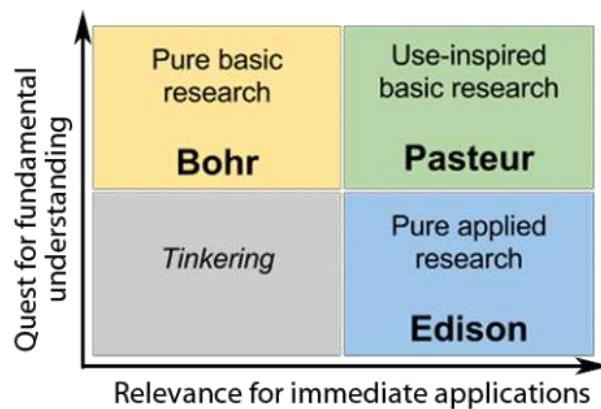 Quest for fundamental
understanding
Pure basic
research
Bohr
Use-inspired
basic research
Pasteur
Tinkering
Pure applied
research
Edison
Relevance for immediate applications